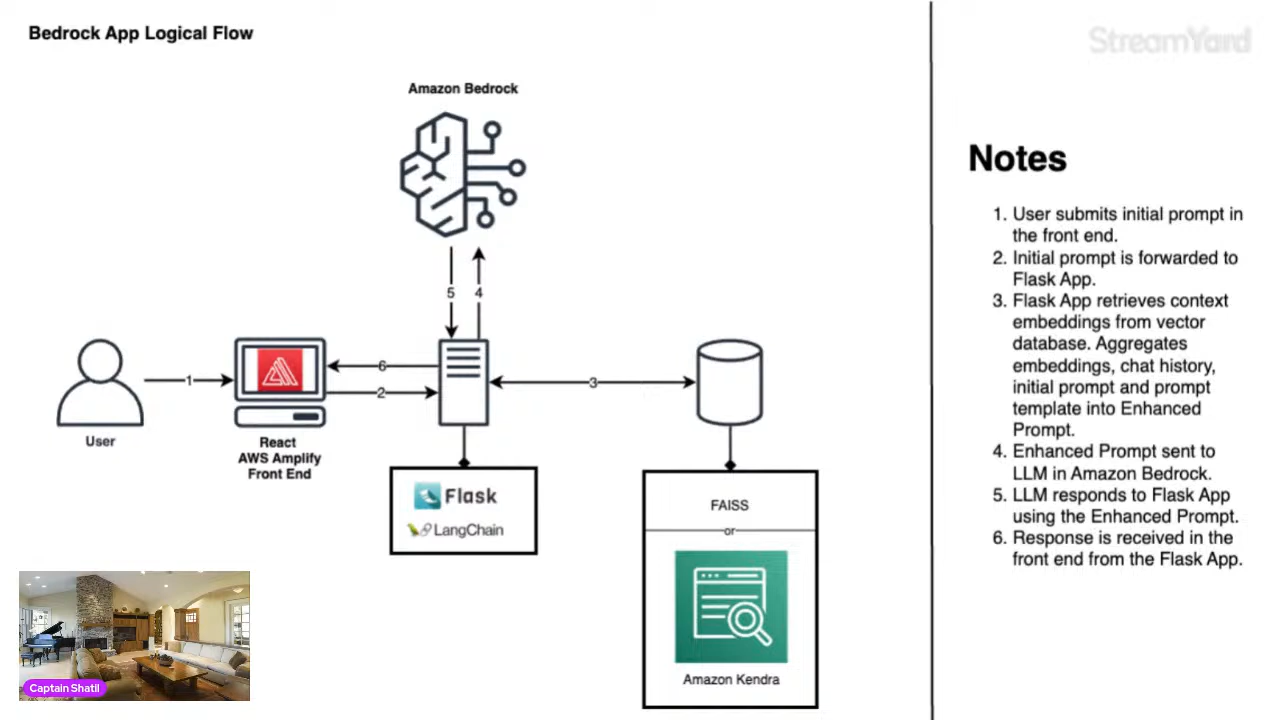 Bedrock App Logical Flow
StreamYard
Amazon Bedrock
5
4
1
6
2
3
User
React
AWS Amplify
Front End
Flask
LangChain
FAISS
or
Amazon Kendra
Captain Shatil
Notes
1. User submits initial prompt in
the front end.
2. Initial prompt is forwarded to
Flask App.
3. Flask App retrieves context
embeddings from vector
database. Aggregates
embeddings, chat history,
initial prompt and prompt
template into Enhanced
Prompt.
4. Enhanced Prompt sent to
LLM in Amazon Bedrock.
5. LLM responds to Flask App
using the Enhanced Prompt.
6. Response is received in the
front end from the Flask App.